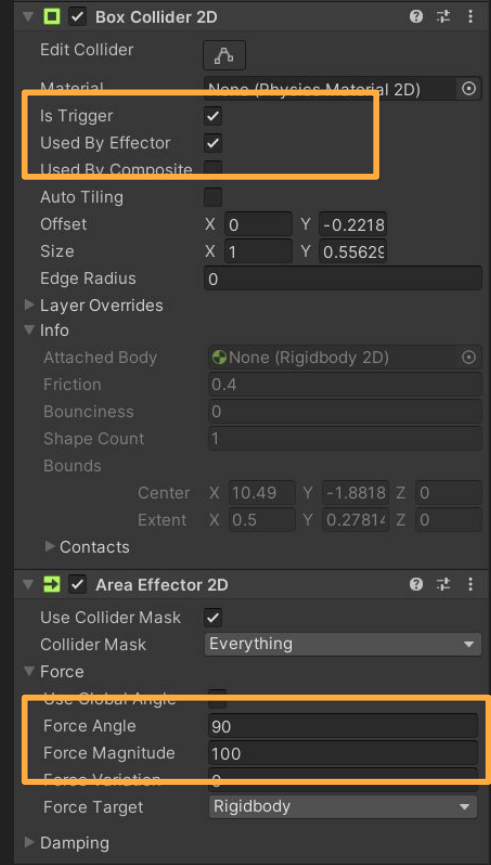 Box Collider 2D
Edit Collider
Material None (Physics Material 2D)
Is Trigger
Used By Effector
Used By Composite
Auto Tiling
Offset X 0 Y -0.2218
Size X 1 Y 0.55629
Edge Radius 0
Layer Overrides
Info
Attached Body None (Rigidbody 2D)
Friction 0.4
Bounciness 0
Shape Count 1
Bounds
Center X 10.49 Y -1.8818 Z 0
Extent X 0.5 Y 0.27814 Z 0
Contacts
Area Effector 2D
Use Collider Mask
Collider Mask Everything
Force
Use Global Angle
Force Angle 90
Force Magnitude 100
Force Variation 0
Force Target Rigidbody
Damping